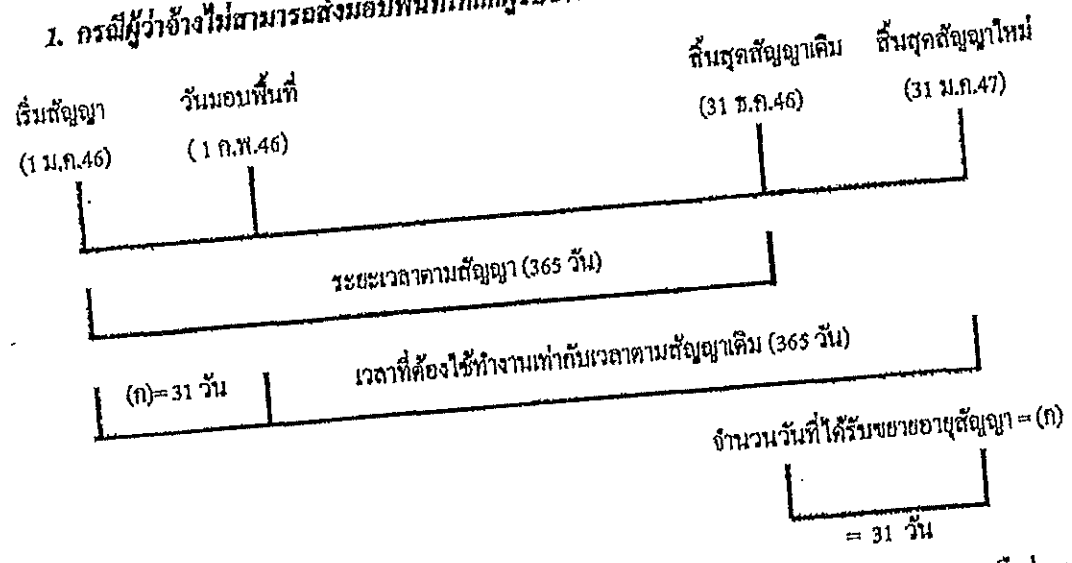 1. กรณีผู้ว่าจ้างไม่สามารถส่งมอบพื้นที่ให้แก่ผู้รับ
เริ่มสัญญา วันมอบพื้นที่ สิ้นสุดสัญญาเดิม สิ้นสุดสัญญาใหม่
(1 ม,ค.46) ( 1 ก.พ.46) (31 ธ.ค.46) (31 ม.ค.47)
ระยะเวลาตามสัญญา (365 วัน)
(ก)=31 วัน เวลาที่ต้องใช้ทำงานเท่ากับเวลาตามสัญญาเดิม (365 วัน)
จำนวนวันที่ได้รับขยายอายุสัญญา = (ก)
= 31 วัน